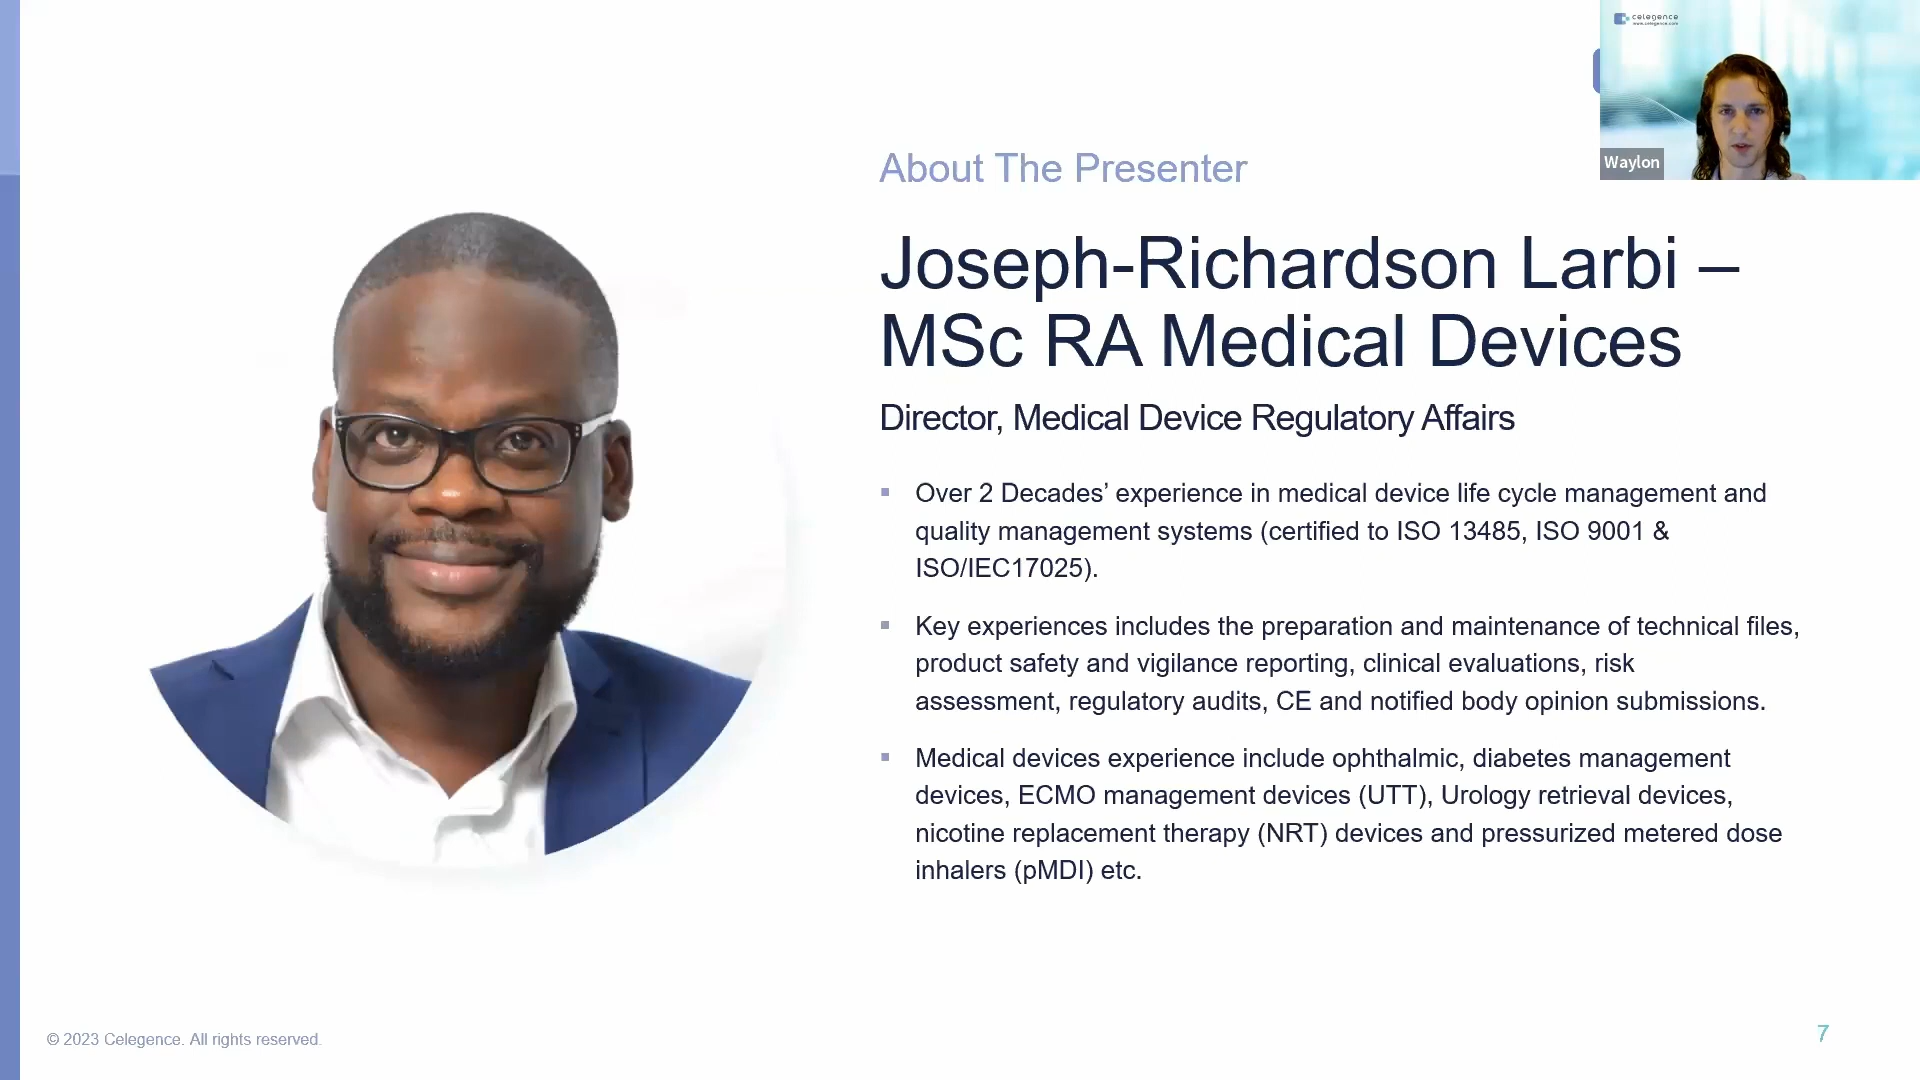 celegence
www.celegence.com
Waylon
About The Presenter
Joseph-Richardson Larbi –
MSc RA Medical Devices
Director, Medical Device Regulatory Affairs
Over 2 Decades’ experience in medical device life cycle management and
quality management systems (certified to ISO 13485, ISO 9001 &
ISO/IEC17025).
Key experiences includes the preparation and maintenance of technical files,
product safety and vigilance reporting, clinical evaluations, risk
assessment, regulatory audits, CE and notified body opinion submissions.
Medical devices experience include ophthalmic, diabetes management
devices, ECMO management devices (UTT), Urology retrieval devices,
nicotine replacement therapy (NRT) devices and pressurized metered dose
inhalers (pMDI) etc.
© 2023 Celegence. All rights reserved.
7